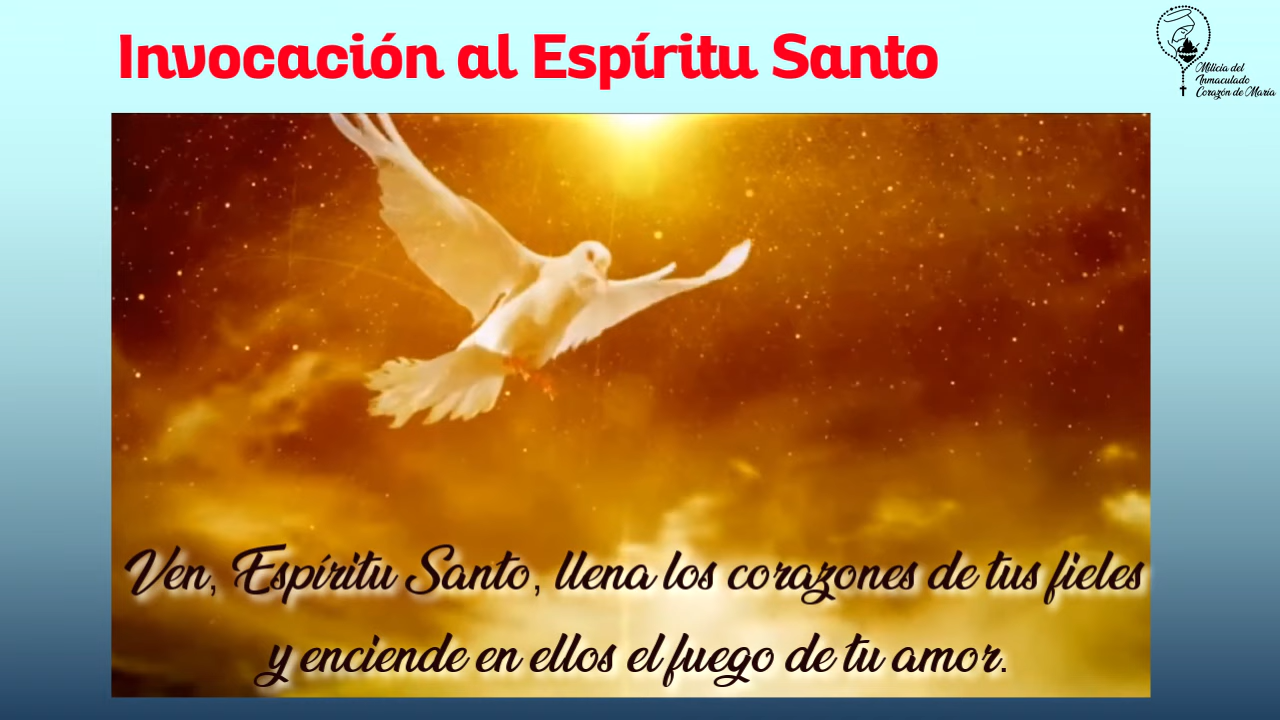 Invocación al Espíritu Santo
Milicia del
Inmaculado
Corazón de María
Ven, Espíritu Santo, llena los corazones de tus fieles
y enciende en ellos el fuego de tu amor.